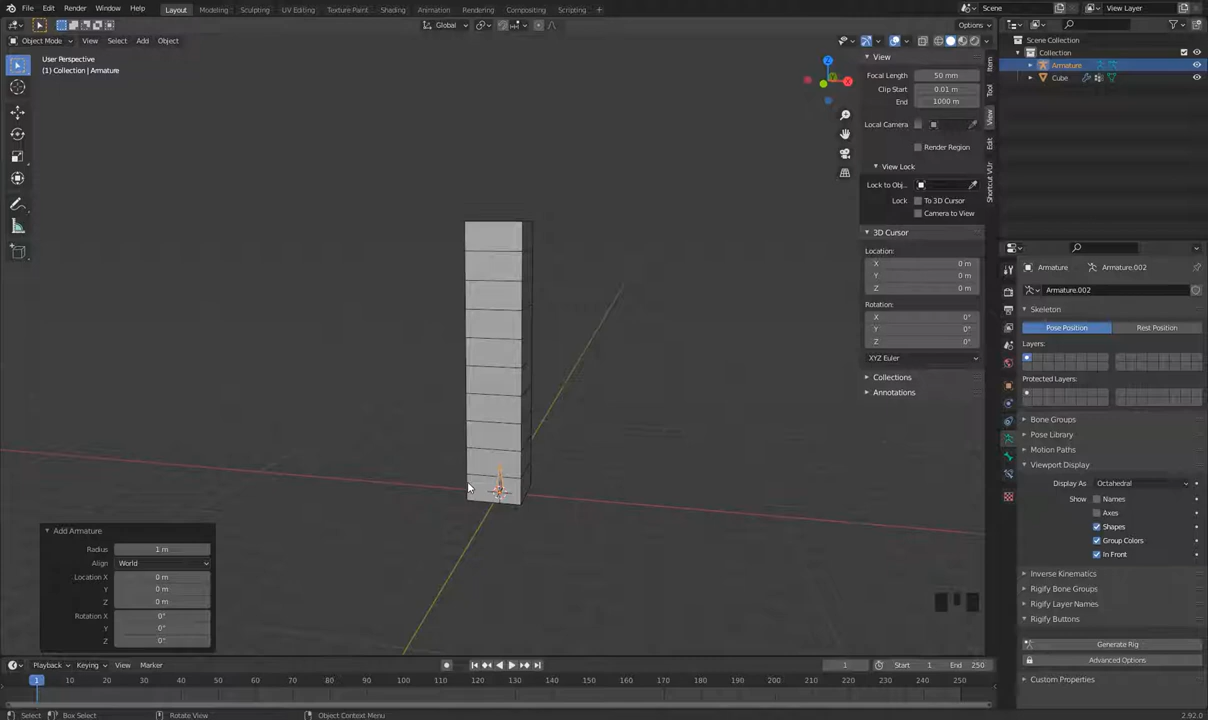 File Edit Render Window Help Layout Modeling Sculpting UV Editing Texture Paint Shading Animation Rendering Compositing Scripting + Scene View Layer
Global Options
Object Mode View Select Add Object
User Perspective
(1) Collection | Armature
View
Focal Length 50 mm
Clip Start 0.01 m
End 1000 m
Local Camera
Render Region
View Lock
Lock to Obj..
Lock To 3D Cursor
Camera to View
3D Cursor
Location:
X 0 m
Y 0 m
Z 0 m
Rotation:
X 0°
Y 0°
Z 0°
XYZ Euler
Collections
Annotations
Item
Tool
View
Edit
Shortcut VUr
Scene Collection
Collection
Armature
Cube
Armature Armature.002
Armature.002
Skeleton
Pose Position Rest Position
Layers:
Protected Layers:
Bone Groups
Pose Library
Motion Paths
Viewport Display
Display As Octahedral
Show Names
Axes
Shapes
Group Colors
In Front
Inverse Kinematics
Rigify Bone Groups
Rigify Layer Names
Rigify Buttons
Generate Rig
Advanced Options
Custom Properties
Add Armature
Radius 1 m
Align World
Location X 0 m
Y 0 m
Z 0 m
Rotation X 0°
Y 0°
Z 0°
Playback Keying View Marker 1 Start 1 End 250
1 10 20 30 40 50 60 70 80 90 100 110 120 130 140 150 160 170 180 190 200 210 220 230 240 250
Select Box Select Rotate View Object Context Menu 2.92.0